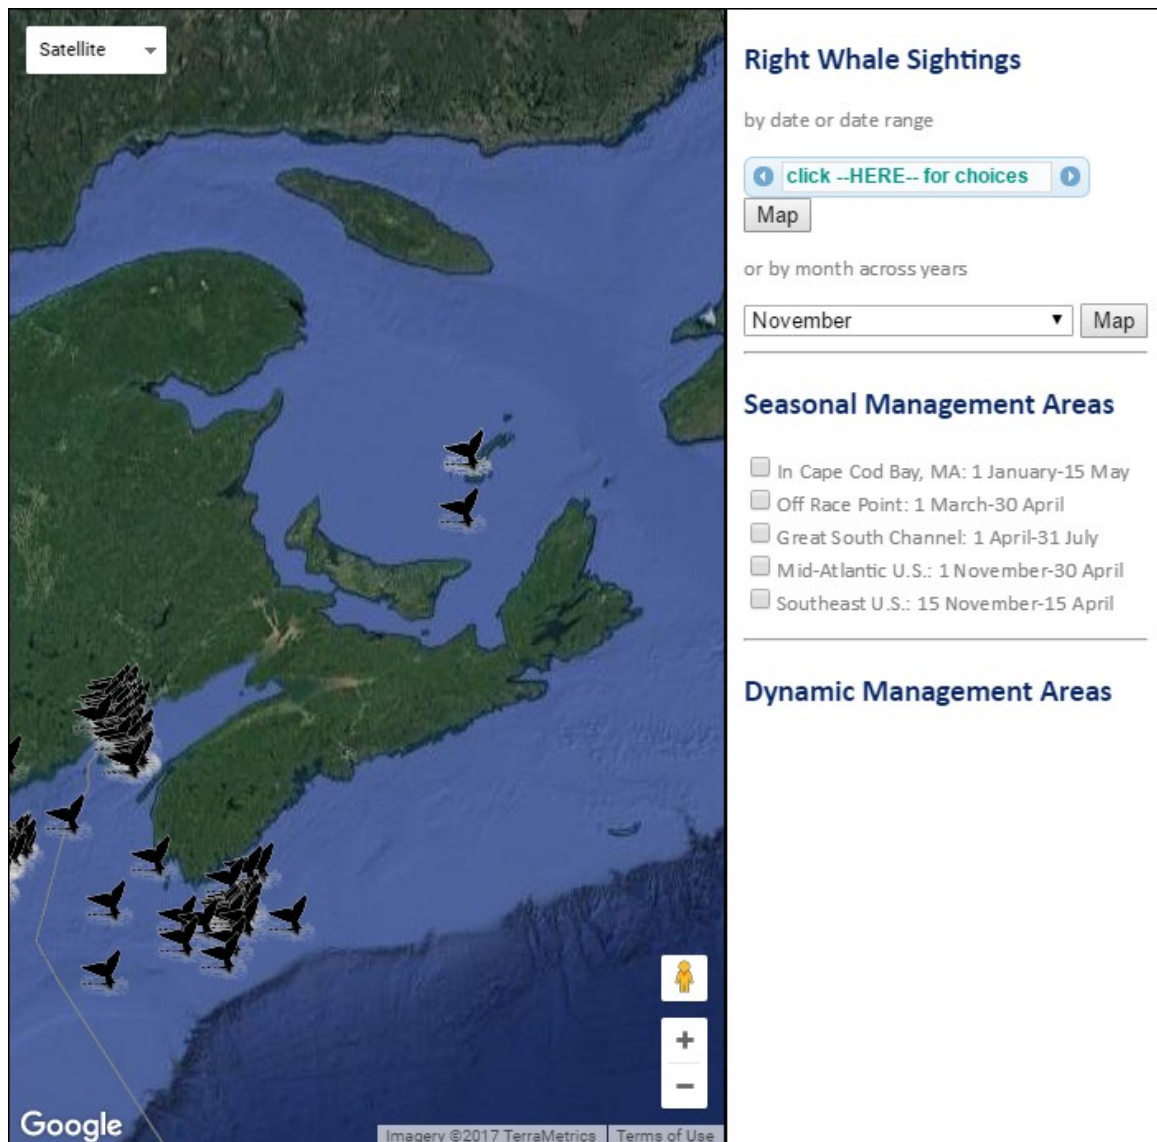 Satellite
Google
Imagery ©2017 TerraMetrics
Terms of Use
Right Whale Sightings
by date or date range
click --HERE-- for choices
Map
or by month across years
November
Map
Seasonal Management Areas
In Cape Cod Bay, MA: 1 January-15 May
Off Race Point: 1 March-30 April
Great South Channel: 1 April-31 July
Mid-Atlantic U.S.: 1 November-30 April
Southeast U.S.: 15 November-15 April
Dynamic Management Areas